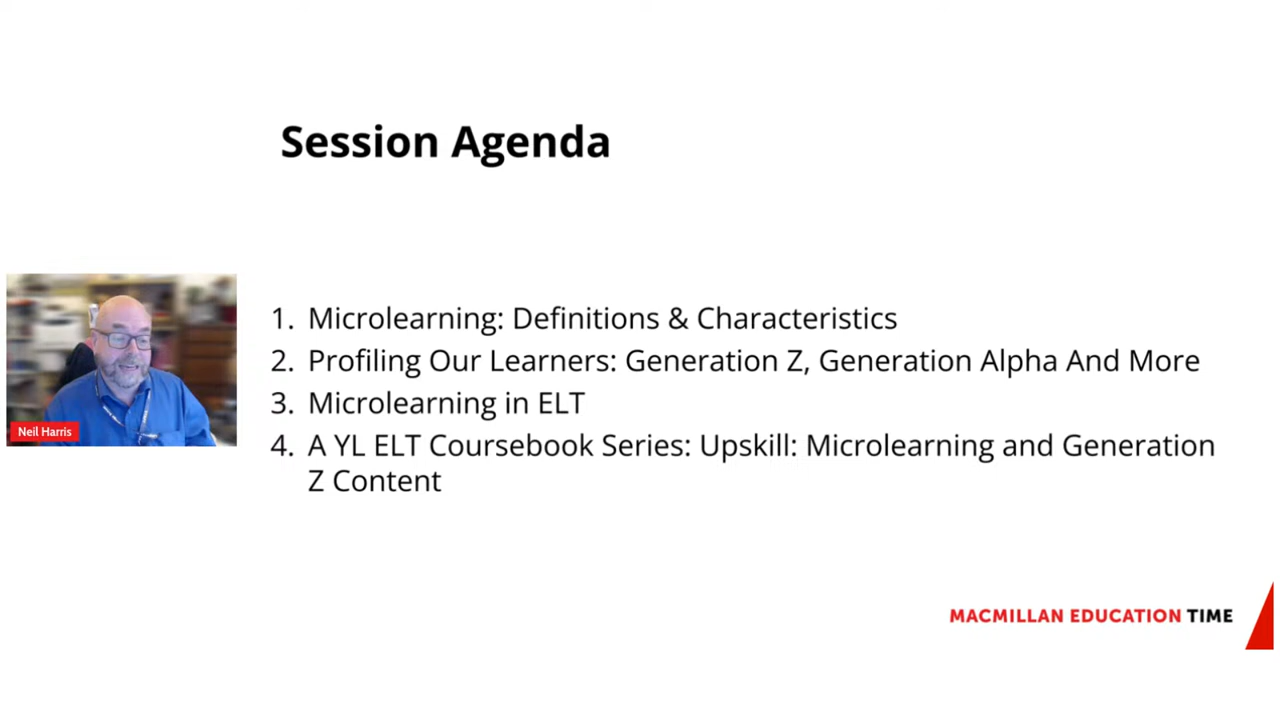 Session Agenda
Neil Harris
1. Microlearning: Definitions & Characteristics
2. Profiling Our Learners: Generation Z, Generation Alpha And More
3. Microlearning in ELT
4. A YL ELT Coursebook Series: Upskill: Microlearning and Generation
Z Content
MACMILLAN EDUCATION TIME